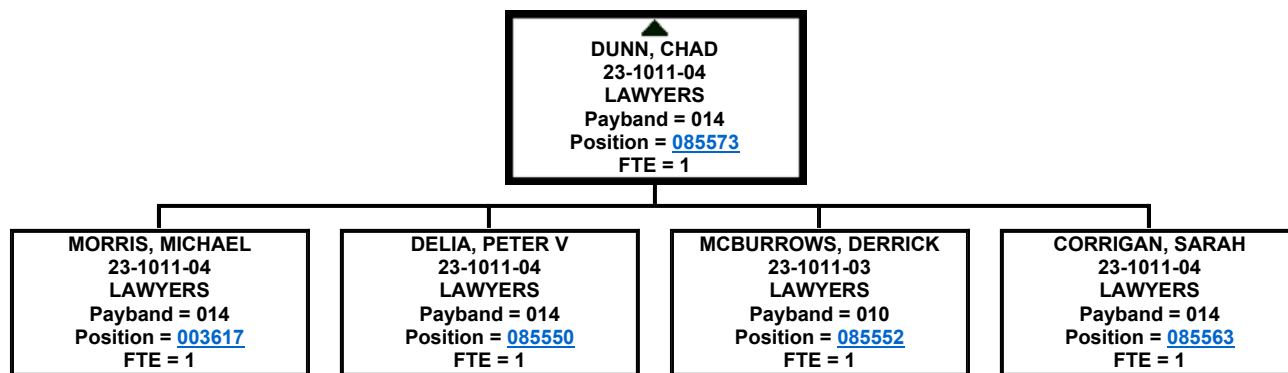 DUNN, CHAD
23-1011-04
LAWYERS
Payband = 014
Position = 085573
FTE = 1
MORRIS, MICHAEL
23-1011-04
LAWYERS
Payband = 014
Position = 003617
FTE = 1
DELIA, PETER V
23-1011-04
LAWYERS
Payband = 014
Position = 085550
FTE = 1
MCBURROWS, DERRICK
23-1011-03
LAWYERS
Payband = 010
Position = 085552
FTE = 1
CORRIGAN, SARAH
23-1011-04
LAWYERS
Payband = 014
Position = 085563
FTE = 1